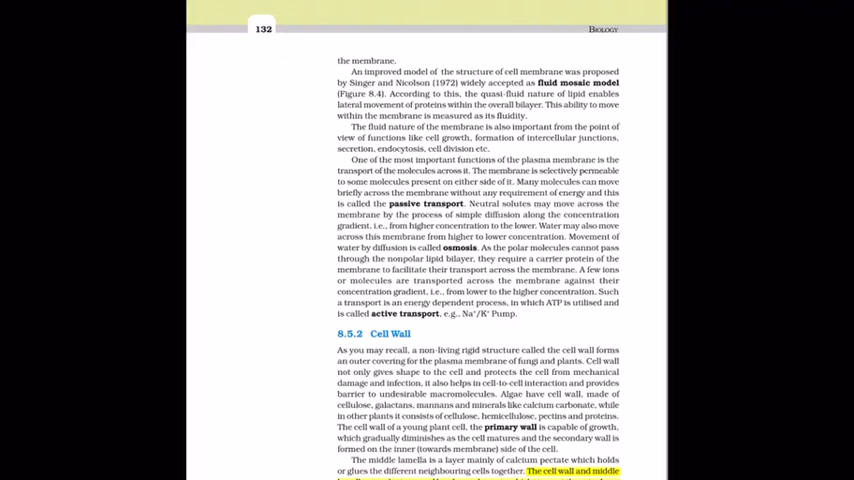 132
BIOLOGY
the membrane.
An improved model of the structure of cell membrane was proposed
by Singer and Nicolson (1972) widely accepted as fluid mosaic model
(Figure 8.4). According to this, the quasi-fluid nature of lipid enables
lateral movement of proteins within the overall bilayer. This ability to move
within the membrane is measured as its fluidity.
The fluid nature of the membrane is also important from the point of
view of functions like cell growth, formation of intercellular junctions,
secretion, endocytosis, cell division etc.
One of the most important functions of the plasma membrane is the
transport of the molecules across it. The membrane is selectively permeable
to some molecules present on either side of it. Many molecules can move
briefly across the membrane without any requirement of energy and this
is called the passive transport. Neutral solutes may move across the
membrane by the process of simple diffusion along the concentration
gradient, i.e., from higher concentration to the lower. Water may also move
across this membrane from higher to lower concentration. Movement of
water by diffusion is called osmosis. As the polar molecules cannot pass
through the nonpolar lipid bilayer, they require a carrier protein of the
membrane to facilitate their transport across the membrane. A few ions
or molecules are transported across the membrane against their
concentration gradient, i.e., from lower to the higher concentration. Such
a transport is an energy dependent process, in which ATP is utilised and
is called active transport, e.g., Na⁺/K⁺ Pump.
8.5.2 Cell Wall
As you may recall, a non-living rigid structure called the cell wall forms
an outer covering for the plasma membrane of fungi and plants. Cell wall
not only gives shape to the cell and protects the cell from mechanical
damage and infection, it also helps in cell-to-cell interaction and provides
barrier to undesirable macromolecules. Algae have cell wall, made of
cellulose, galactans, mannans and minerals like calcium carbonate, while
in other plants it consists of cellulose, hemicellulose, pectins and proteins.
The cell wall of a young plant cell, the primary wall is capable of growth,
which gradually diminishes as the cell matures and the secondary wall is
formed on the inner (towards membrane) side of the cell.
The middle lamella is a layer mainly of calcium pectate which holds
or glues the different neighbouring cells together. The cell wall and middle